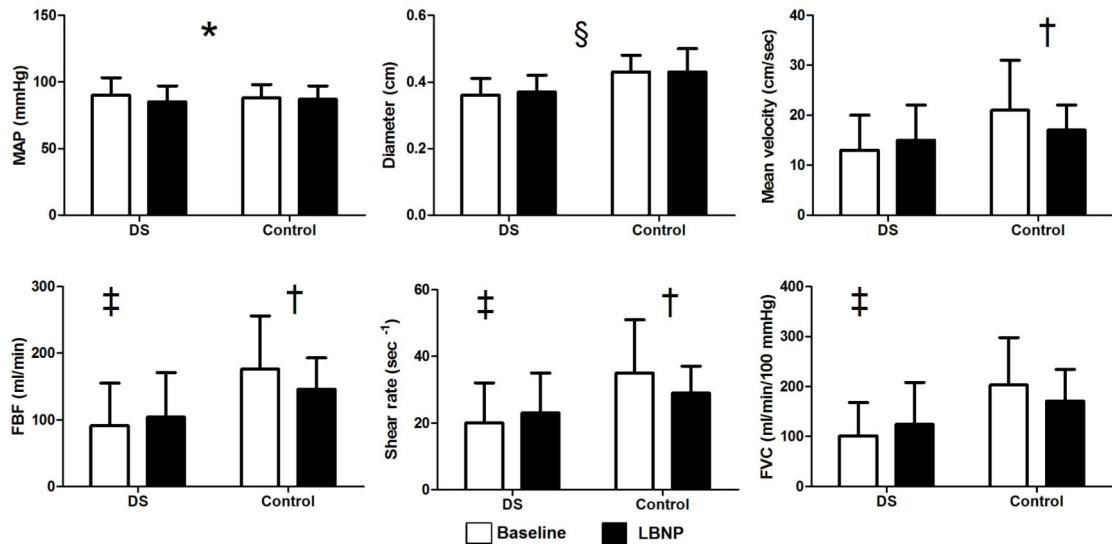 MAP (mmHg)
150
100
50
0
*
DS
Control
Diameter (cm)
0.6
0.4
0.2
0.0
§
DS
Control
Mean velocity (cm/sec)
40
30
20
10
0
†
DS
Control
FBF (ml/min)
300
200
100
0
‡
†
DS
Control
Shear rate (sec -1)
60
40
20
0
‡
†
DS
Control
FVC (ml/min/100 mmHg)
400
300
200
100
0
‡
DS
Control
Baseline LBNP